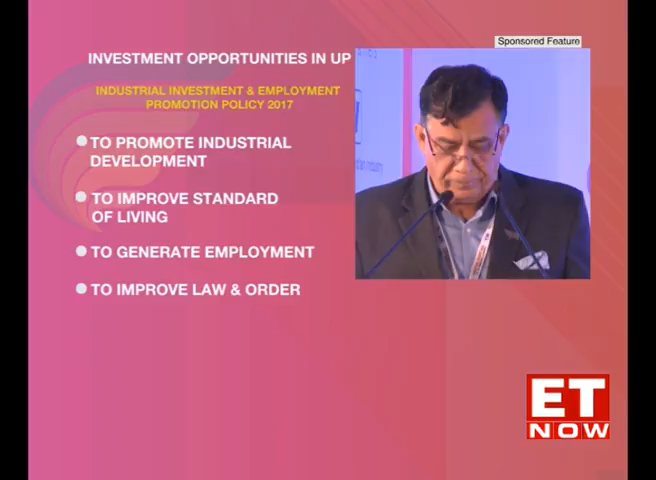 Sponsored Feature
INVESTMENT OPPORTUNITIES IN UP
INDUSTRIAL INVESTMENT & EMPLOYMENT
PROMOTION POLICY 2017
TO PROMOTE INDUSTRIAL
DEVELOPMENT
TO IMPROVE STANDARD
OF LIVING
TO GENERATE EMPLOYMENT
TO IMPROVE LAW & ORDER
ET
NOW